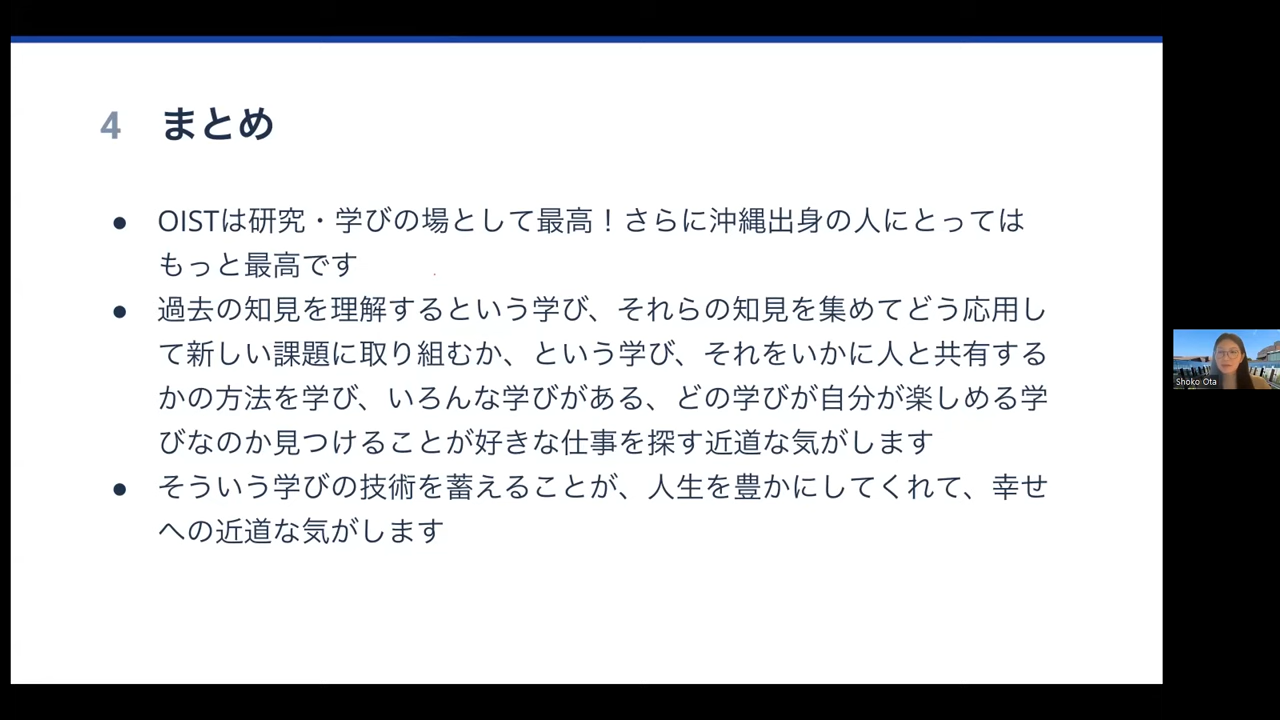 4 まとめ
● OISTは研究・学びの場として最高！さらに沖縄出身の人にとっては
もっと最高です
● 過去の知見を理解するという学び、それらの知見を集めてどう応用し
て新しい課題に取り組むか、という学び、それをいかに人と共有する
かの方法を学び、いろんな学びがある、どの学びが自分が楽しめる学
びなのか見つけることが好きな仕事を探す近道な気がします
● そういう学びの技術を蓄えることが、人生を豊かにしてくれて、幸せ
への近道な気がします
Shoko Ota